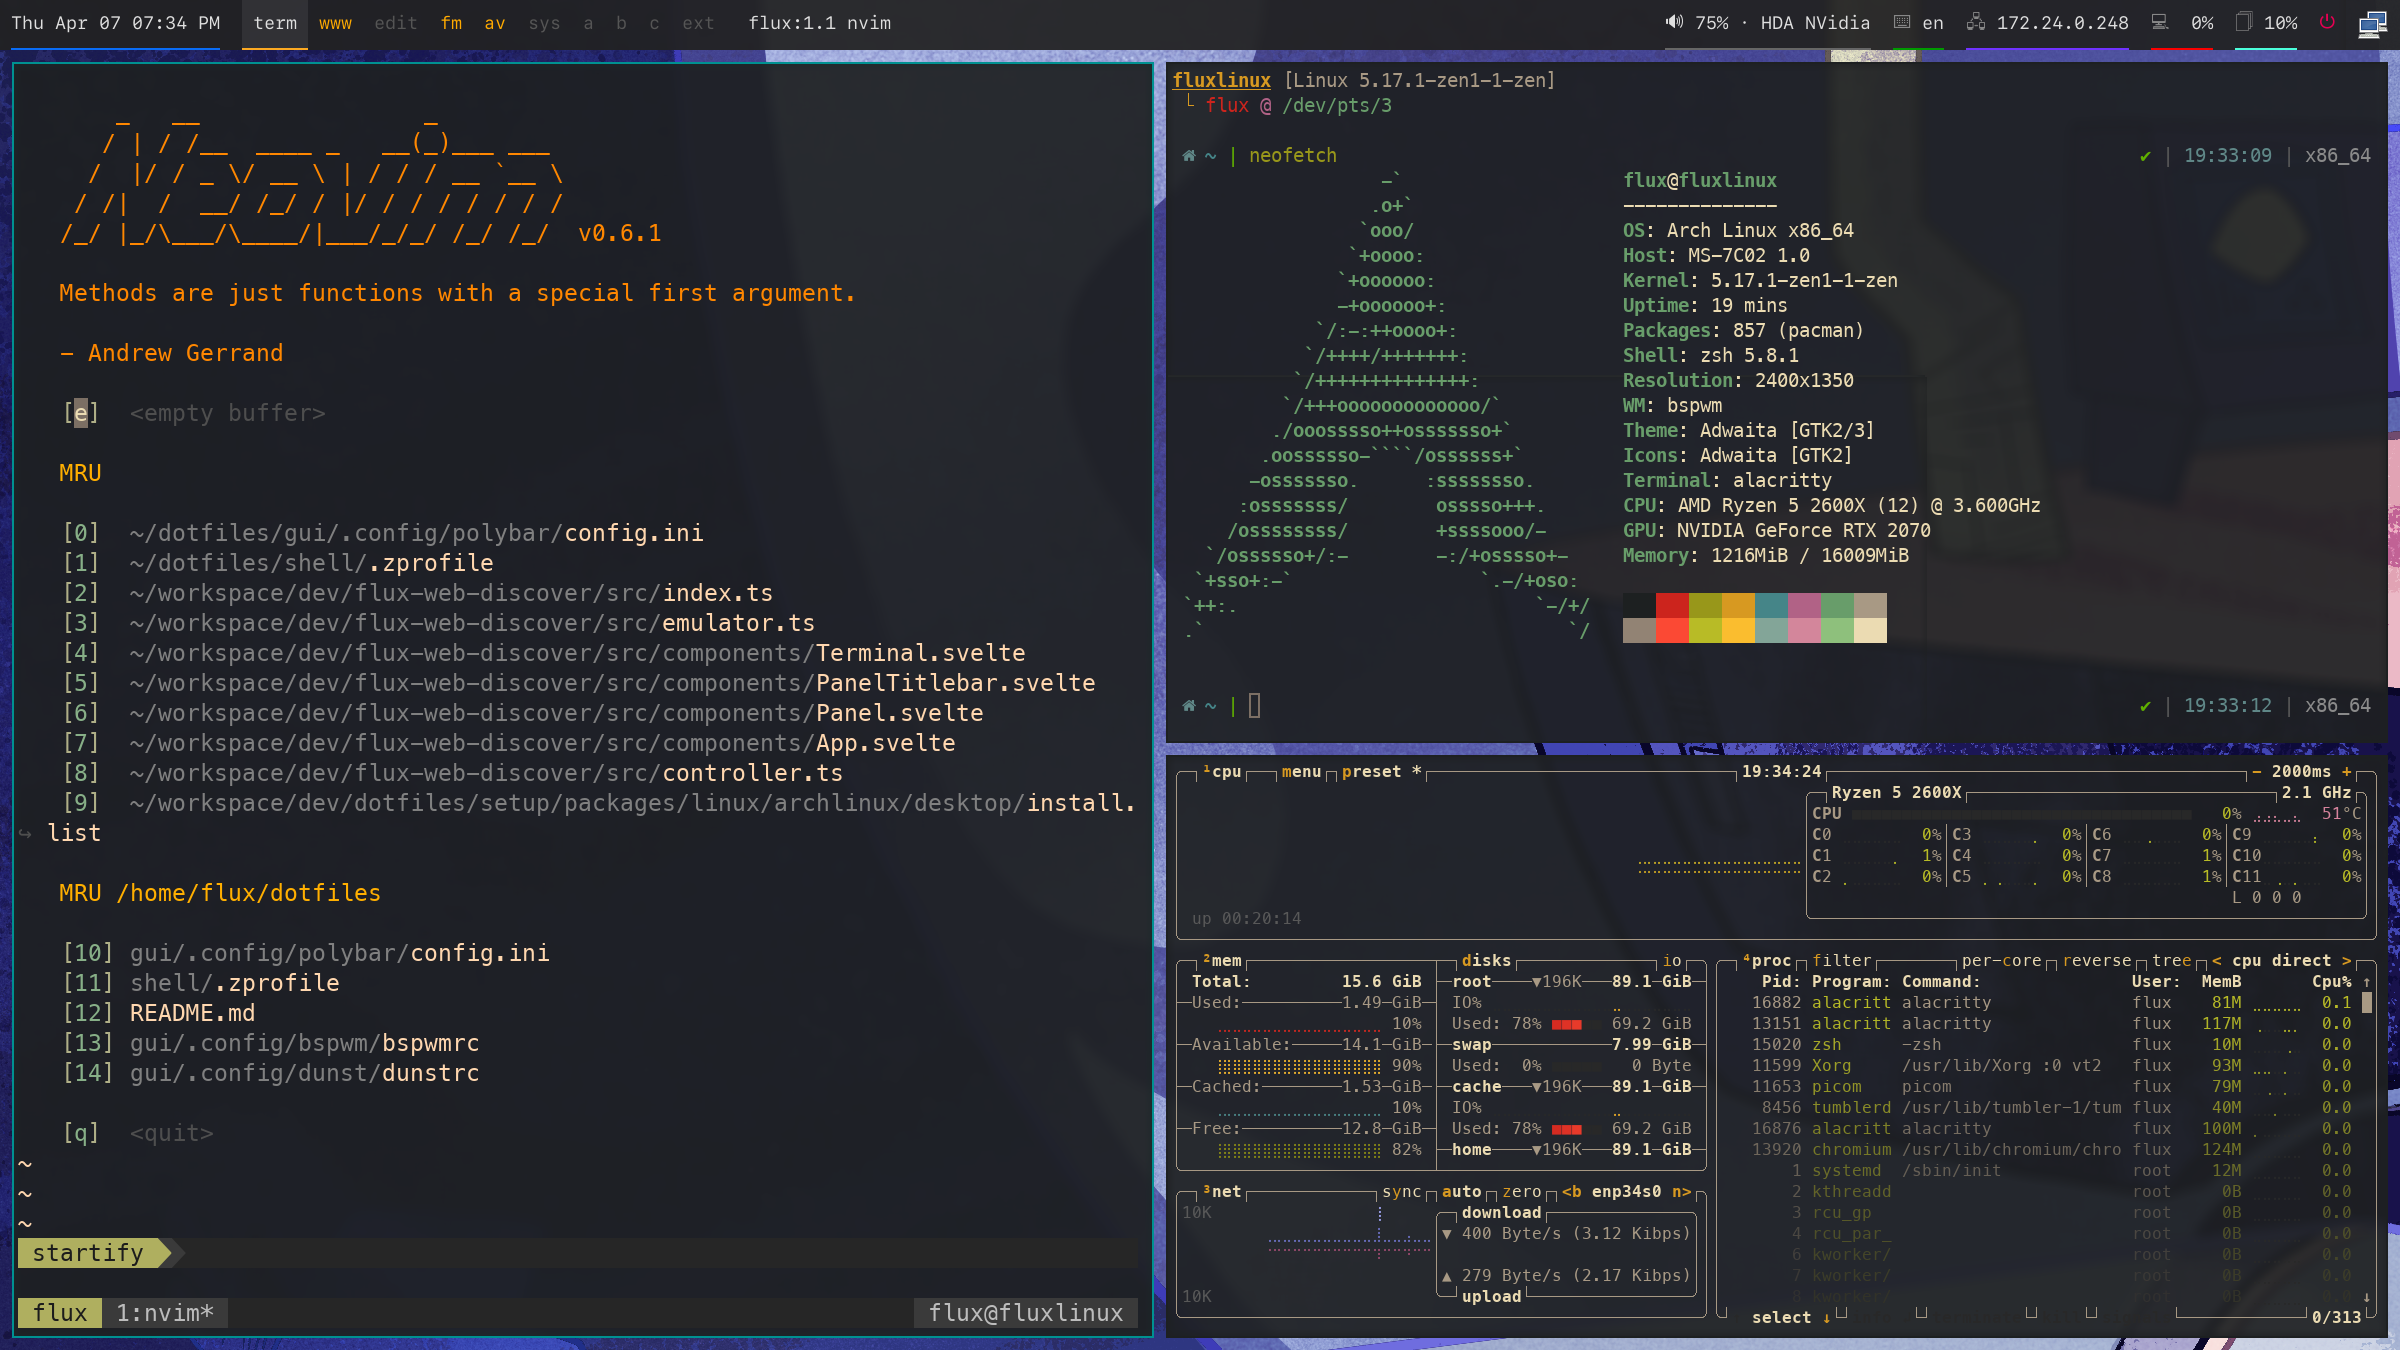 Thu Apr 07 07:34 PM term www edit fm av sys a b c ext flux:1.1 nvim 75% · HDA NVidia en 172.24.0.248 0% 10%
v0.6.1
Methods are just functions with a special first argument.
- Andrew Gerrand
[e] <empty buffer>
MRU
[0] ~/dotfiles/gui/.config/polybar/config.ini
[1] ~/dotfiles/shell/.zprofile
[2] ~/workspace/dev/flux-web-discover/src/index.ts
[3] ~/workspace/dev/flux-web-discover/src/emulator.ts
[4] ~/workspace/dev/flux-web-discover/src/components/Terminal.svelte
[5] ~/workspace/dev/flux-web-discover/src/components/PanelTitlebar.svelte
[6] ~/workspace/dev/flux-web-discover/src/components/Panel.svelte
[7] ~/workspace/dev/flux-web-discover/src/components/App.svelte
[8] ~/workspace/dev/flux-web-discover/src/controller.ts
[9] ~/workspace/dev/dotfiles/setup/packages/linux/archlinux/desktop/install.
↪ list
MRU /home/flux/dotfiles
[10] gui/.config/polybar/config.ini
[11] shell/.zprofile
[12] README.md
[13] gui/.config/bspwm/bspwmrc
[14] gui/.config/dunst/dunstrc
[q] <quit>
~
~
~
startify
flux 1:nvim* flux@fluxlinux
fluxlinux [Linux 5.17.1-zen1-1-zen]
└ flux @ /dev/pts/3
~ | neofetch ✔ | 19:33:09 | x86_64
flux@fluxlinux
--------------
OS: Arch Linux x86_64
Host: MS-7C02 1.0
Kernel: 5.17.1-zen1-1-zen
Uptime: 19 mins
Packages: 857 (pacman)
Shell: zsh 5.8.1
Resolution: 2400x1350
WM: bspwm
Theme: Adwaita [GTK2/3]
Icons: Adwaita [GTK2]
Terminal: alacritty
CPU: AMD Ryzen 5 2600X (12) @ 3.600GHz
GPU: NVIDIA GeForce RTX 2070
Memory: 1216MiB / 16009MiB
~ | ✔ | 19:33:12 | x86_64
¹cpu menu preset * 19:34:24 - 2000ms +
Ryzen 5 2600X 2.1 GHz
CPU 0% 51°C
C0 0% C3 0% C6 0% C9 0%
C1 1% C4 0% C7 1% C10 0%
C2 0% C5 0% C8 1% C11 0%
L 0 0 0
up 00:20:14
²mem disks io
Total: 15.6 GiB root ▼196K 89.1 GiB
Used: 1.49 GiB IO%
10% Used: 78% 69.2 GiB
Available: 14.1 GiB swap 7.99 GiB
90% Used: 0% 0 Byte
Cached: 1.53 GiB cache ▼196K 89.1 GiB
10% IO%
Free: 12.8 GiB Used: 78% 69.2 GiB
82% home ▼196K 89.1 GiB
³net sync auto zero <b enp34s0 n>
10K download
▼ 400 Byte/s (3.12 Kibps)
▲ 279 Byte/s (2.17 Kibps)
10K upload
⁴proc filter per-core reverse tree < cpu direct >
Pid: Program: Command: User: MemB Cpu% ↑
16882 alacritt alacritty flux 81M 0.1
13151 alacritt alacritty flux 117M 0.0
15020 zsh -zsh flux 10M 0.0
11599 Xorg /usr/lib/Xorg :0 vt2 flux 93M 0.0
11653 picom picom flux 79M 0.0
8456 tumblerd /usr/lib/tumbler-1/tum flux 40M 0.0
16876 alacritt alacritty flux 100M 0.0
13920 chromium /usr/lib/chromium/chro flux 124M 0.0
1 systemd /sbin/init root 12M 0.0
2 kthreadd root 0B 0.0
3 rcu_gp root 0B 0.0
4 rcu_par_ root 0B 0.0
6 kworker/ root 0B 0.0
7 kworker/ root 0B 0.0
8 kworker/ root 0B 0.0 ↓
select ↓ 0/313